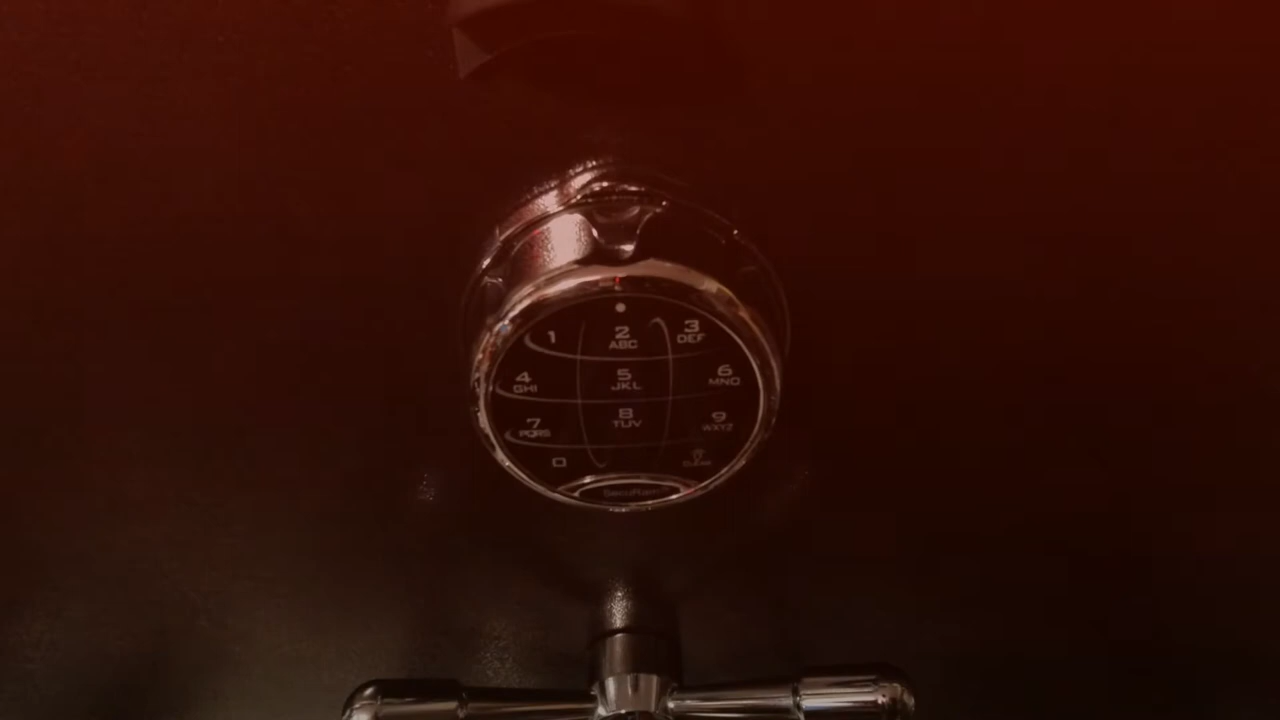 1 2 3
ABC DEF
4 5 6
GHI JKL MNO
7 8 9
PQRS TUV WXYZ
0
CLEAR
SecuRam